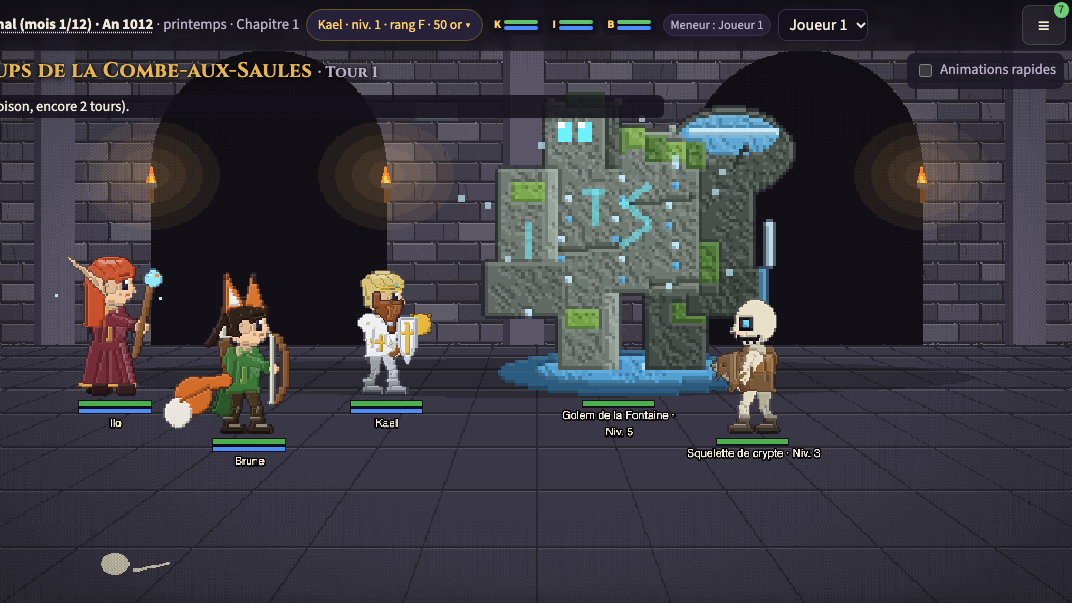 nal (mois 1/12) · An 1012 · printemps · Chapitre 1
Kael · niv. 1 · rang F · 50 or ▾
K I B
Meneur : Joueur 1
Joueur 1
7
UPS DE LA COMBE-AUX-SAULES · TOUR 1
Animations rapides
oison, encore 2 tours).
Ilo
Brune
Kael
Golem de la Fontaine ·
Niv. 5
Squelette de crypte · Niv. 3